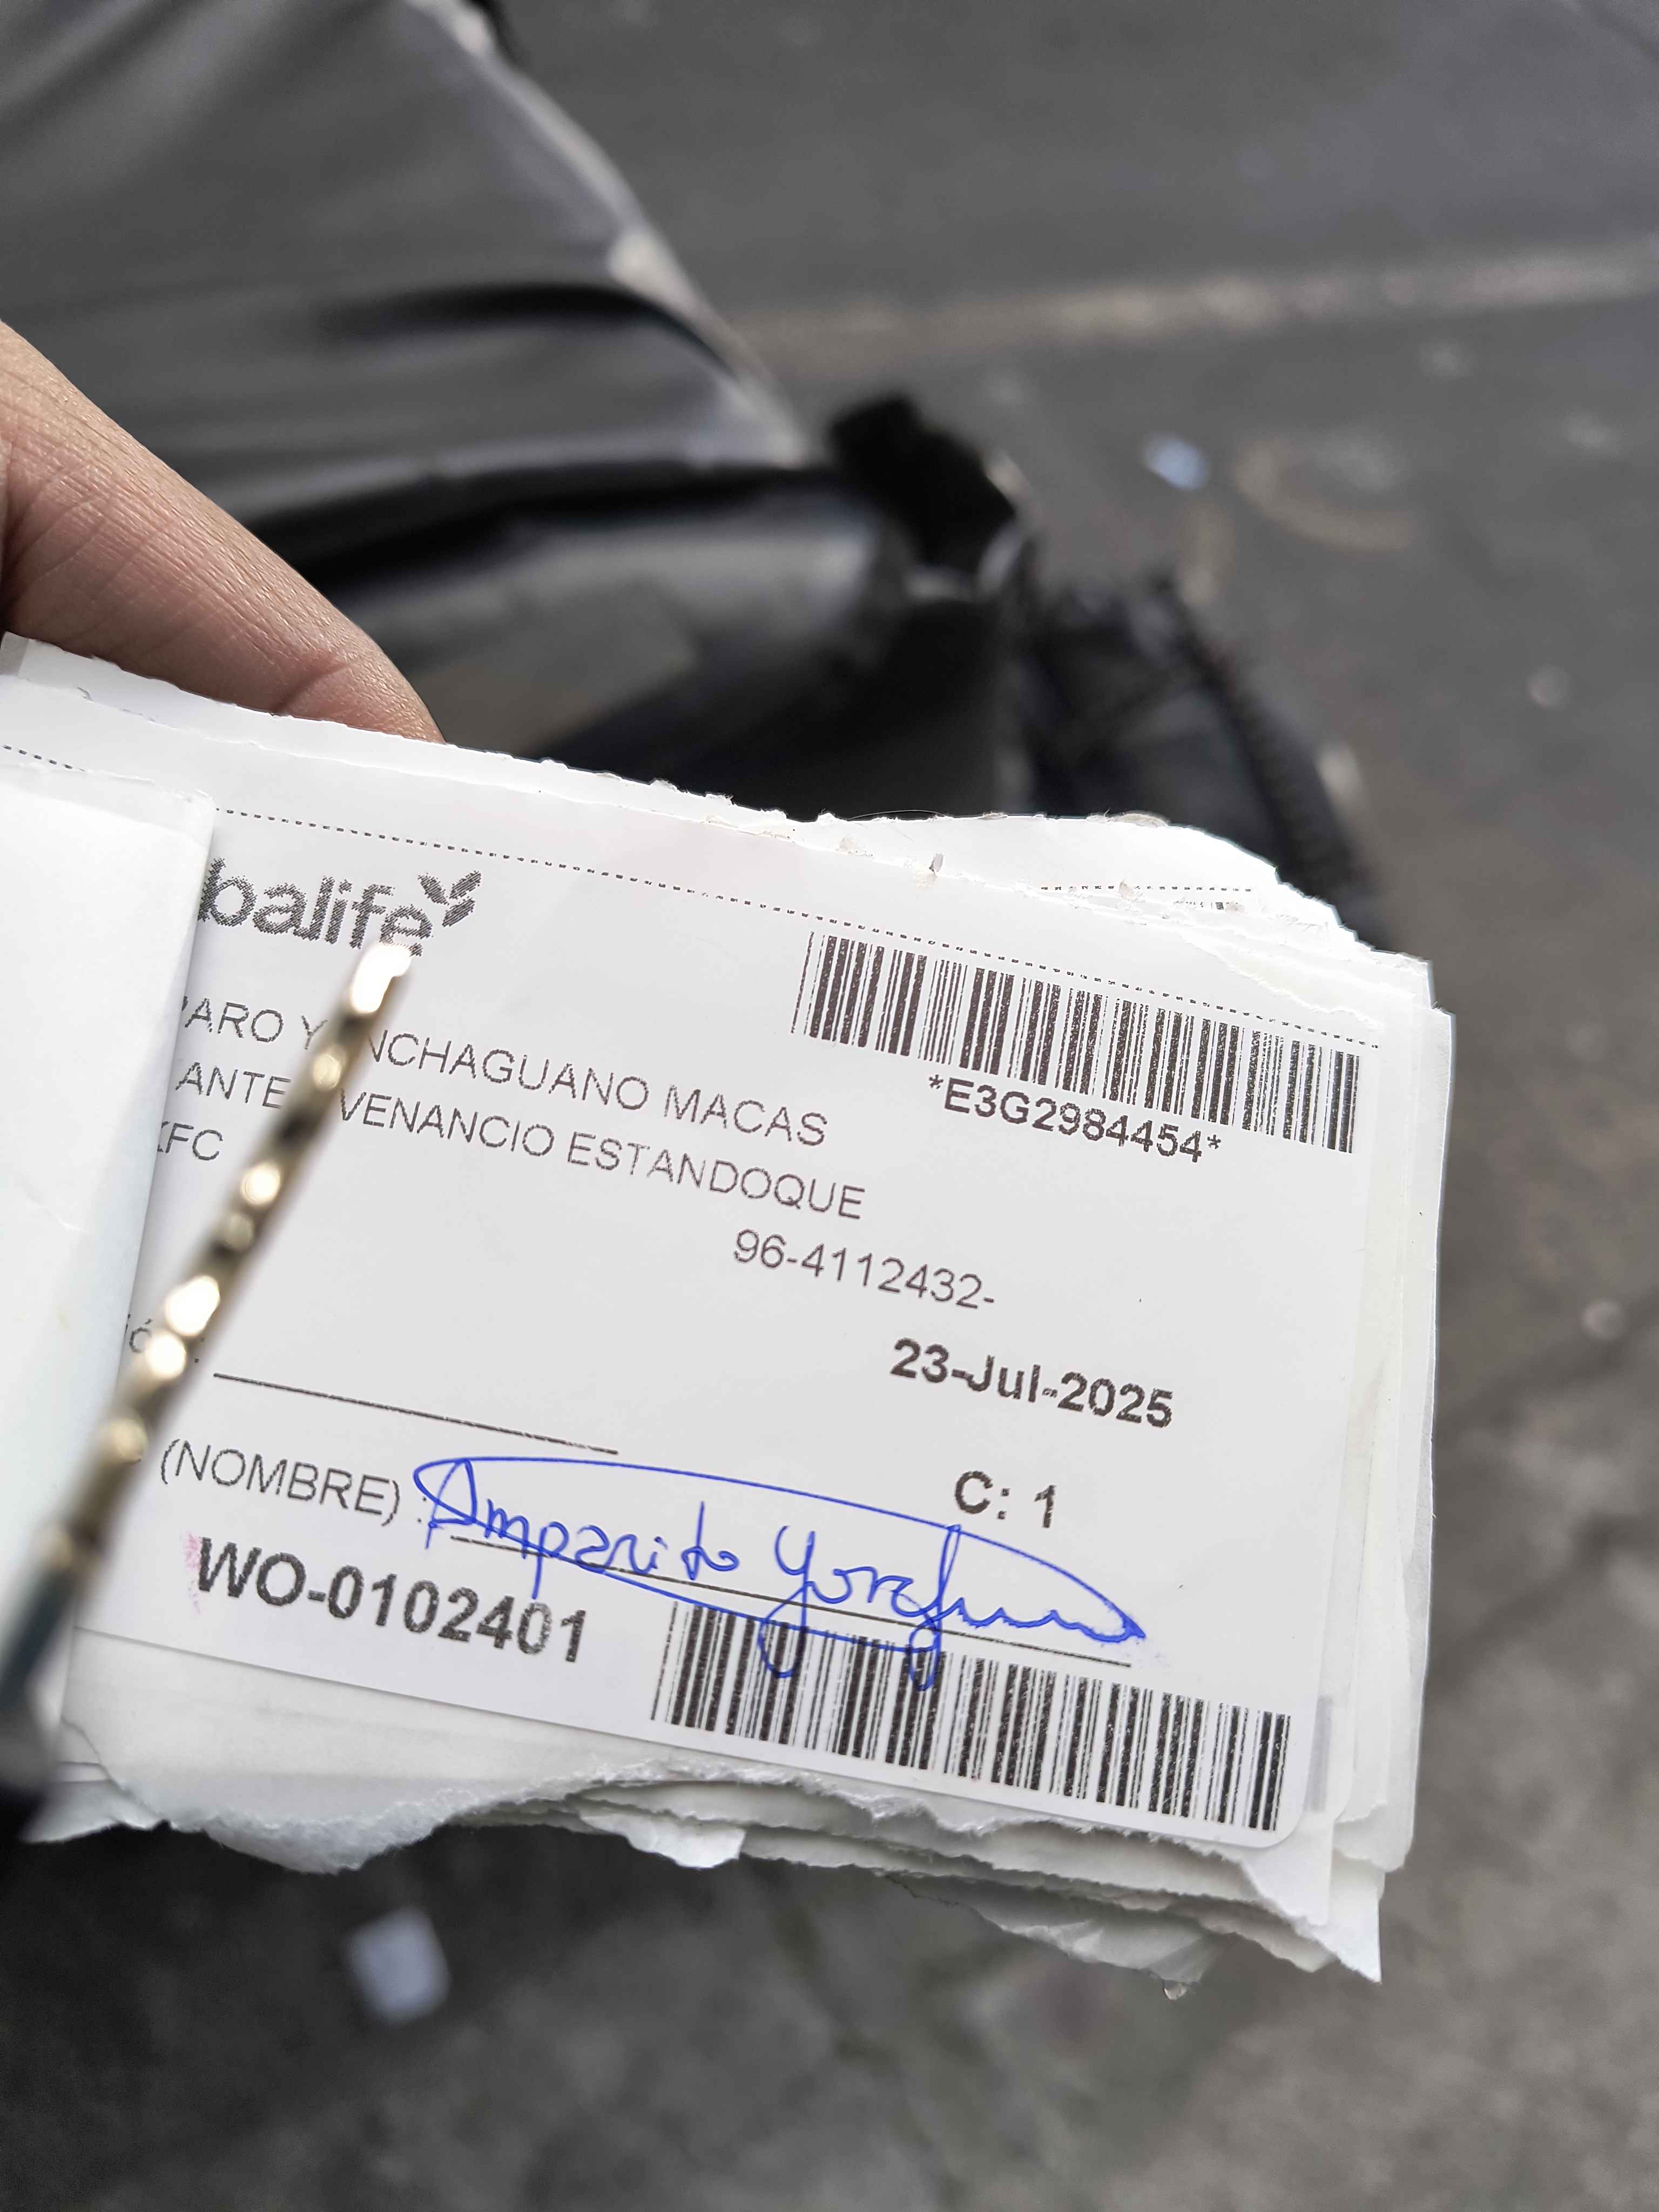 balife
*E3G2984454*
ARO Y NCHAGUANO MACAS
ANTE VENANCIO ESTANDOQUE
KFC
96-4112432-
23-Jul-2025
C: 1
(NOMBRE) : Amparito
WO-0102401